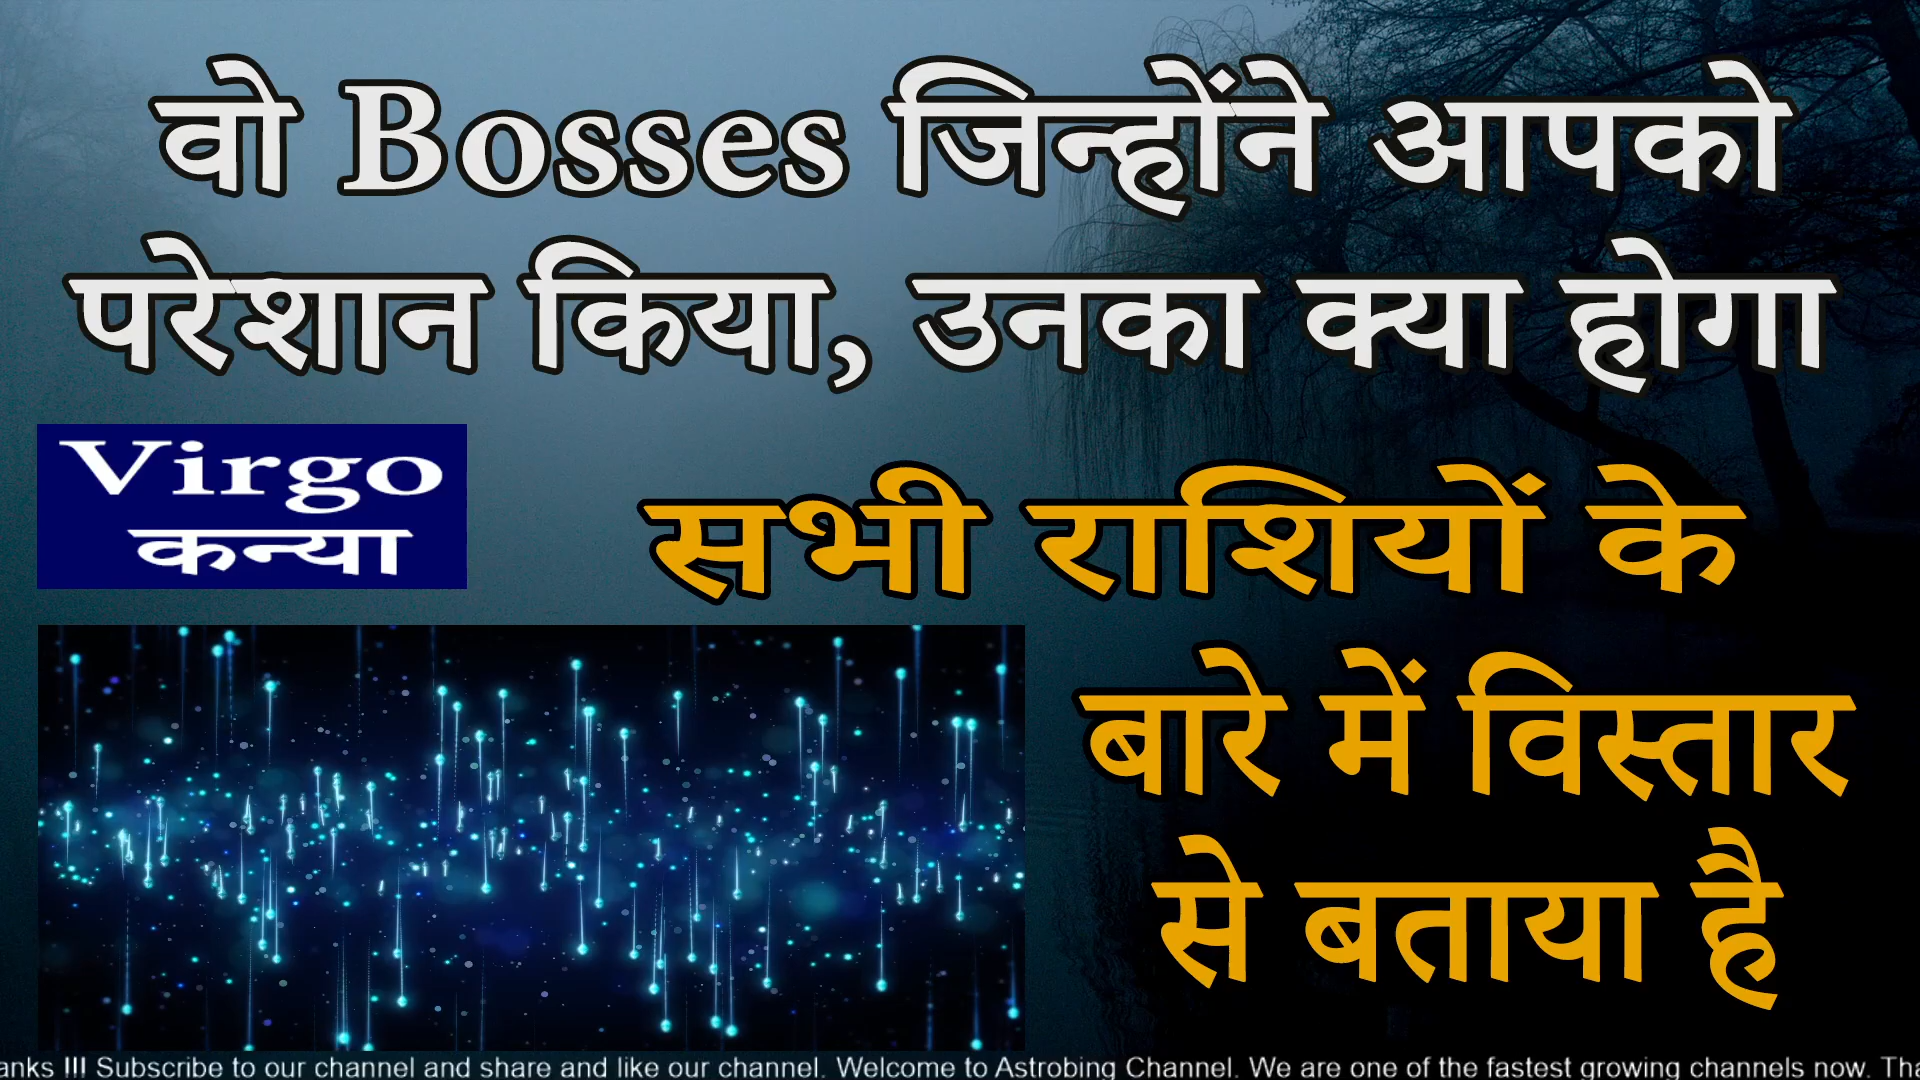 वो Bosses जिन्होंने आपको
परेशान किया, उनका क्या होगा
Virgo
कन्या
सभी राशियों के
बारे में विस्तार
से बताया है
anks !!! Subscribe to our channel and share and like our channel. Welcome to Astrobing Channel. We are one of the fastest growing channels now. Tha